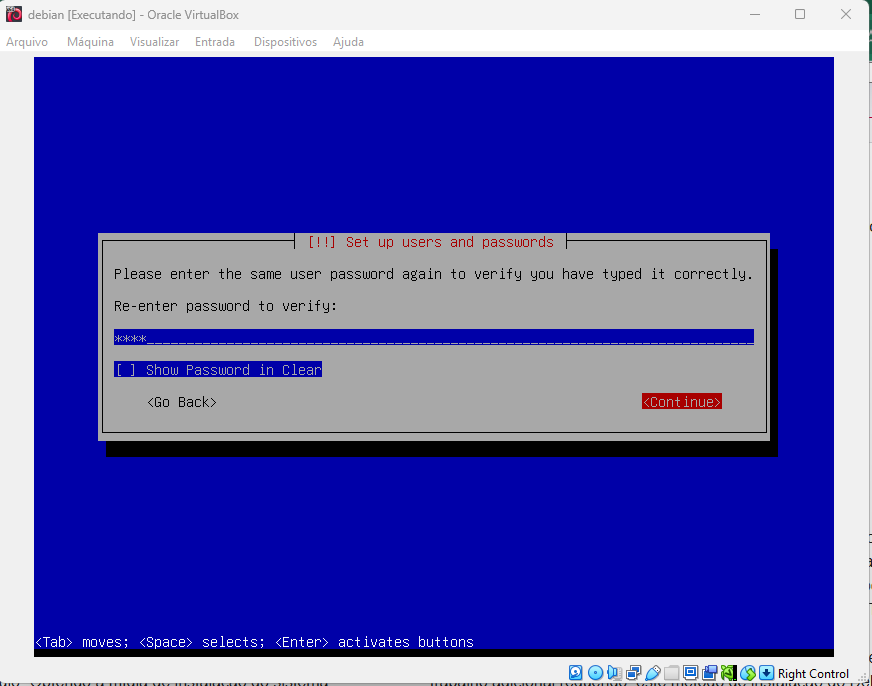 debian [Executando] - Oracle VirtualBox
Arquivo Máquina Visualizar Entrada Dispositivos Ajuda
[!!] Set up users and passwords
Please enter the same user password again to verify you have typed it correctly.
Re-enter password to verify:
****
[ ] Show Password in Clear
<Go Back> <Continue>
<Tab> moves; <Space> selects; <Enter> activates buttons
Right Control